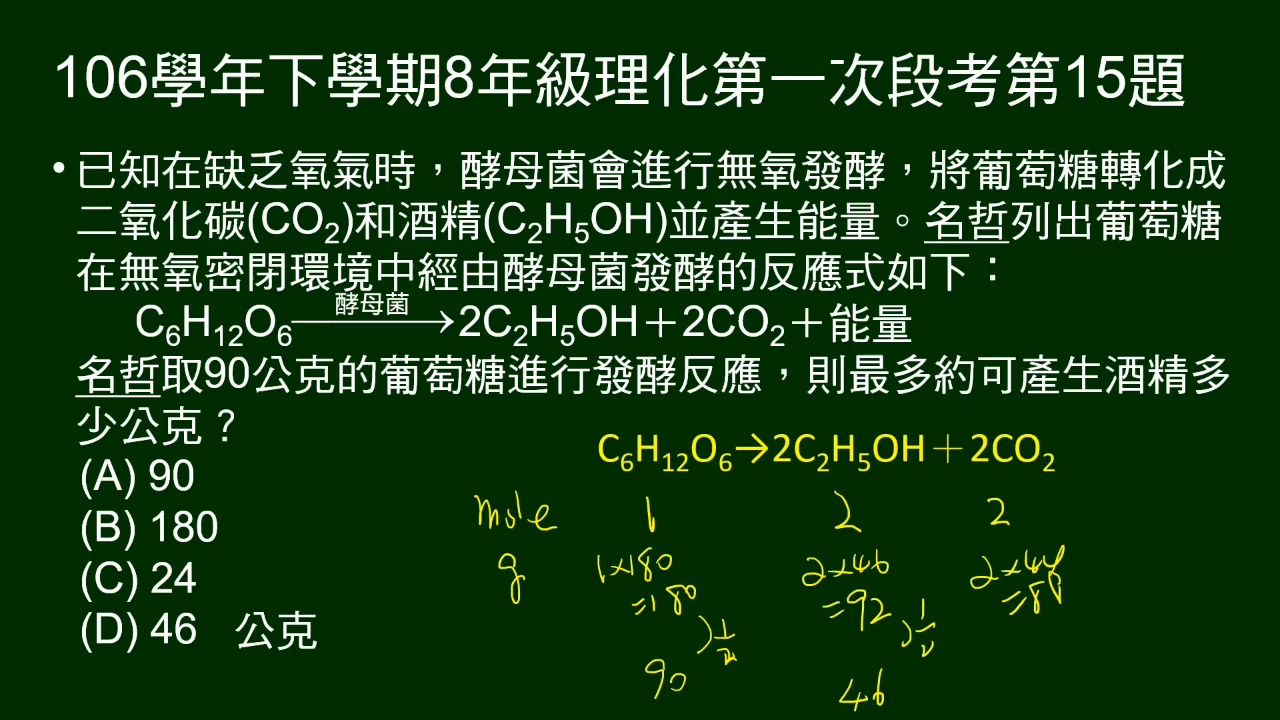 106學年下學期8年級理化第一次段考第15題
• 已知在缺乏氧氣時，酵母菌會進行無氧發酵，將葡萄糖轉化成
二氧化碳(CO₂)和酒精(C₂H₅OH)並產生能量。名哲列出葡萄糖
在無氧密閉環境中經由酵母菌發酵的反應式如下：
酵母菌
C₆H₁₂O₆→2C₂H₅OH＋2CO₂＋能量
名哲取90公克的葡萄糖進行發酵反應，則最多約可產生酒精多
少公克？
(A) 90
(B) 180
(C) 24
(D) 46 公克
C₆H₁₂O₆→2C₂H₅OH＋2CO₂
mole 1 2 2
g 1×180 2×46 2×44
=180 =92 =88
)1/2 )1/2
90 46